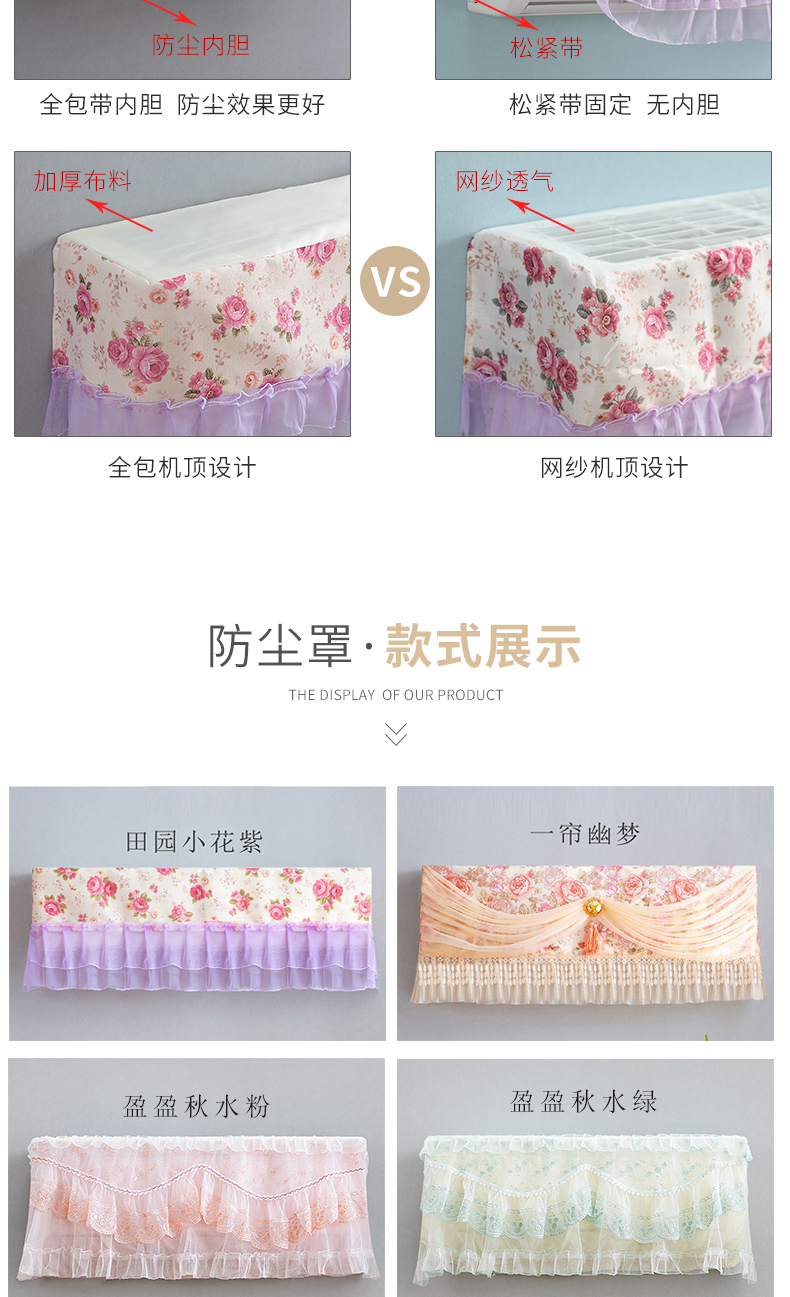 防尘内胆
松紧带
全包带内胆 防尘效果更好
松紧带固定 无内胆
加厚布料
网纱透气
VS
全包机顶设计
网纱机顶设计
防尘罩·款式展示
THE DISPLAY OF OUR PRODUCT
田园小花紫
一帘幽梦
盈盈秋水粉
盈盈秋水绿